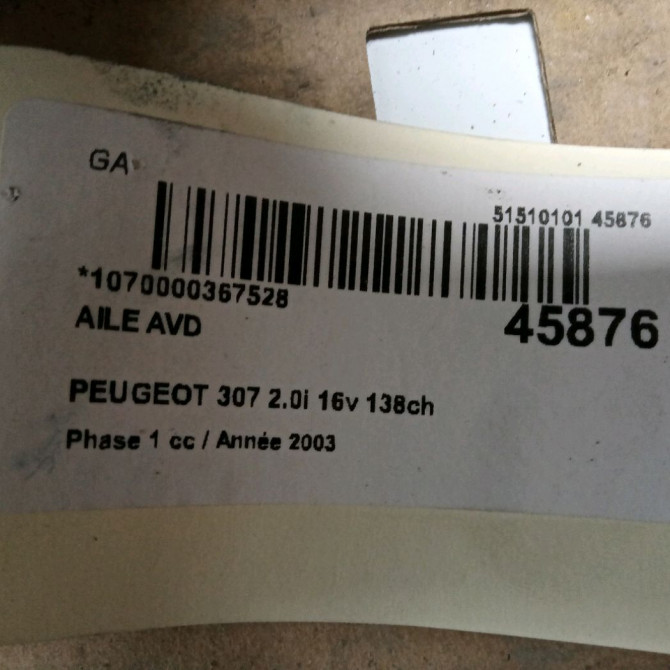 GA
51510101 45876
*1070000367528
AILE AVD
45876
PEUGEOT 307 2.0i 16v 138ch
Phase 1 cc / Année 2003